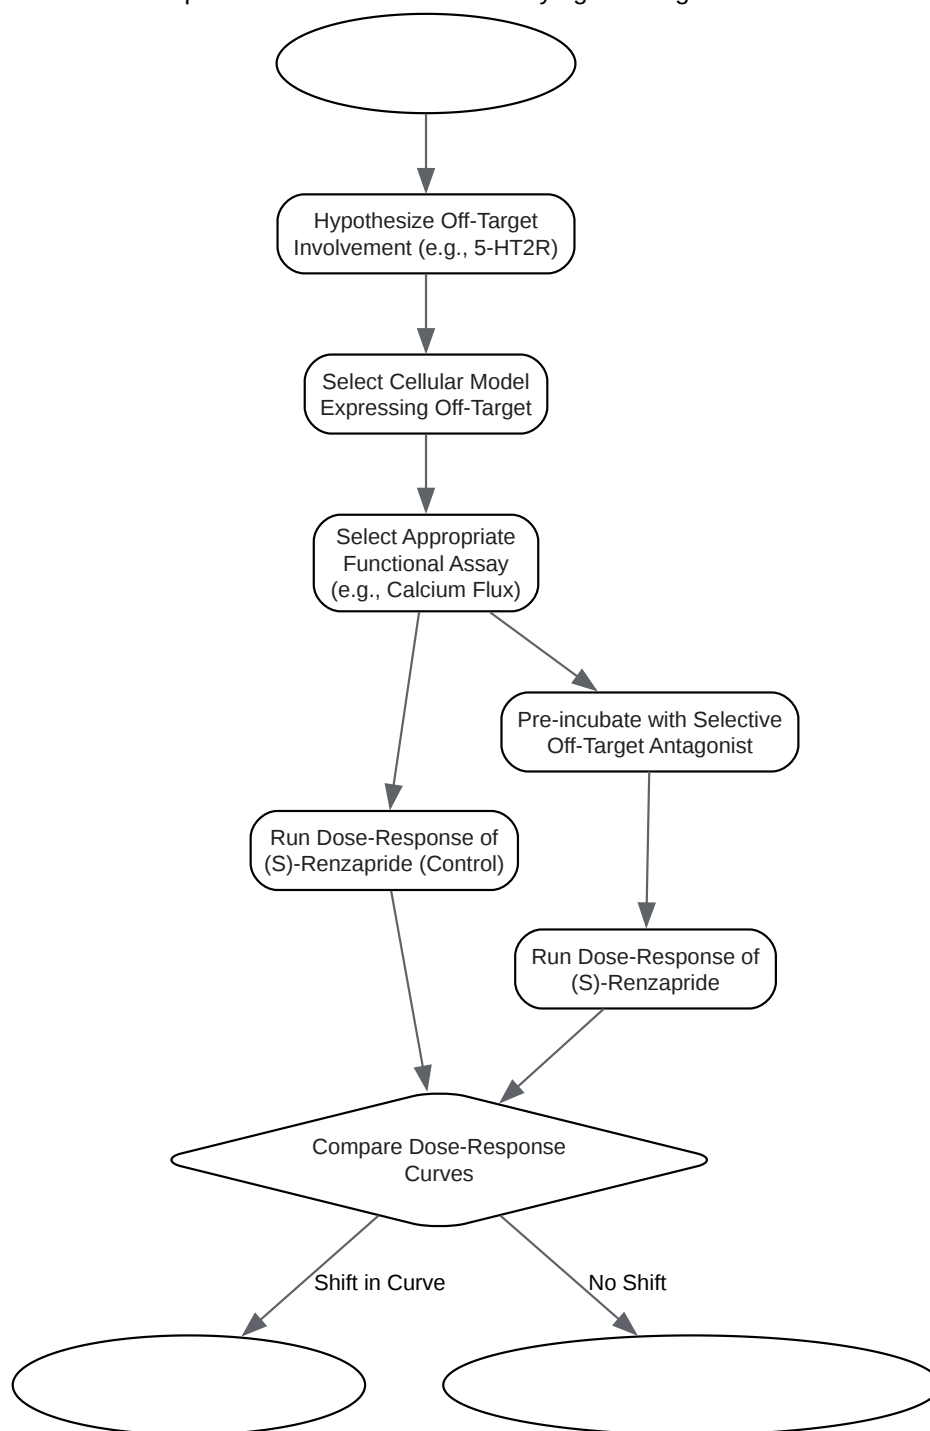 Hypothesize Off-Target
Involvement (e.g., 5-HT2R)
Select Cellular Model
Expressing Off-Target
Select Appropriate
Functional Assay
(e.g., Calcium Flux)
Pre-incubate with Selective
Off-Target Antagonist
Run Dose-Response of
(S)-Renzapride (Control)
Run Dose-Response of
(S)-Renzapride
Compare Dose-Response
Curves
Shift in Curve
No Shift